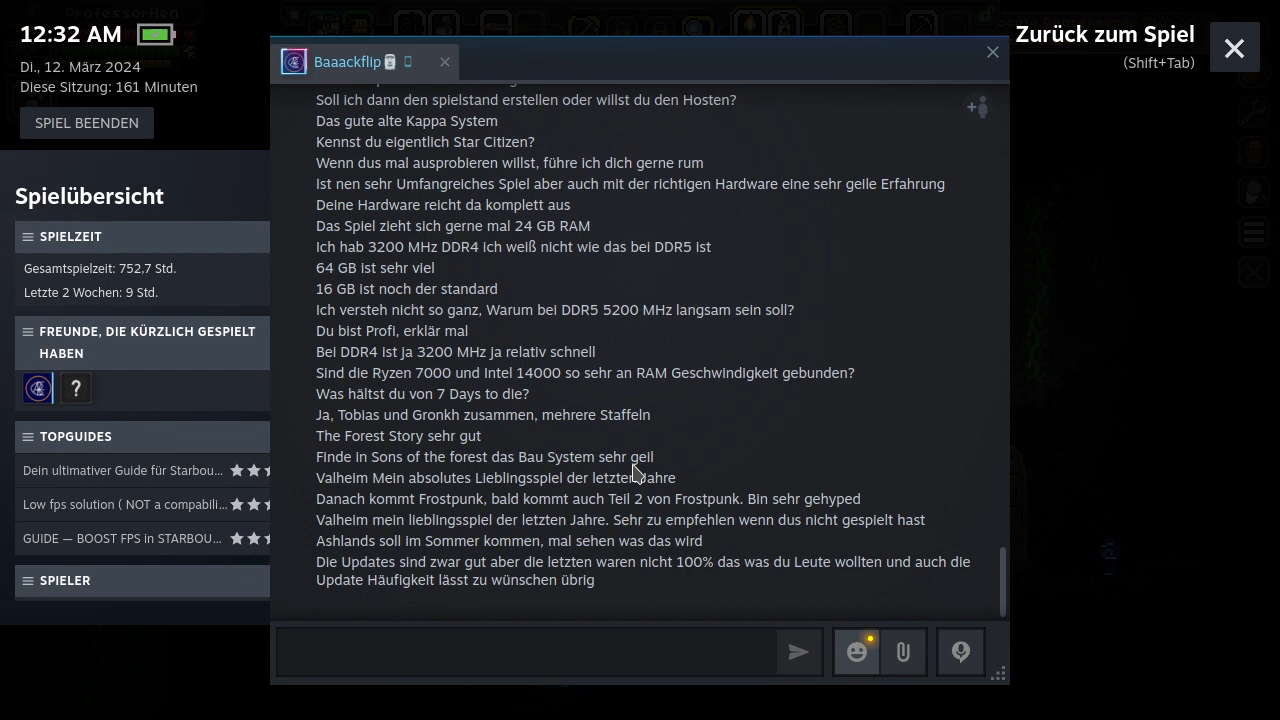 ProfessorHen
12:32 AM
Di., 12. März 2024
Diese Sitzung: 161 Minuten
SPIEL BEENDEN
Zurück zum Spiel
(Shift+Tab)
Spielübersicht
SPIELZEIT
Gesamtspielzeit: 752,7 Std.
Letzte 2 Wochen: 9 Std.
FREUNDE, DIE KÜRZLICH GESPIELT
HABEN
?
TOPGUIDES
Dein ultimativer Guide für Starbou...
Low fps solution ( NOT a compabili...
GUIDE — BOOST FPS in STARBOU...
SPIELER
Baaackflip
Soll ich dann den spielstand erstellen oder willst du den Hosten?
Das gute alte Kappa System
Kennst du eigentlich Star Citizen?
Wenn dus mal ausprobieren willst, führe ich dich gerne rum
Ist nen sehr Umfangreiches Spiel aber auch mit der richtigen Hardware eine sehr geile Erfahrung
Deine Hardware reicht da komplett aus
Das Spiel zieht sich gerne mal 24 GB RAM
Ich hab 3200 MHz DDR4 ich weiß nicht wie das bei DDR5 ist
64 GB ist sehr viel
16 GB ist noch der standard
Ich versteh nicht so ganz, Warum bei DDR5 5200 MHz langsam sein soll?
Du bist Profi, erklär mal
Bei DDR4 ist ja 3200 MHz ja relativ schnell
Sind die Ryzen 7000 und Intel 14000 so sehr an RAM Geschwindigkeit gebunden?
Was hältst du von 7 Days to die?
Ja, Tobias und Gronkh zusammen, mehrere Staffeln
The Forest Story sehr gut
Finde in Sons of the forest das Bau System sehr geil
Valheim Mein absolutes Lieblingsspiel der letzten Jahre
Danach kommt Frostpunk, bald kommt auch Teil 2 von Frostpunk. Bin sehr gehyped
Valheim mein lieblingsspiel der letzten Jahre. Sehr zu empfehlen wenn dus nicht gespielt hast
Ashlands soll im Sommer kommen, mal sehen was das wird
Die Updates sind zwar gut aber die letzten waren nicht 100% das was du Leute wollten und auch die
Update Häufigkeit lässt zu wünschen übrig